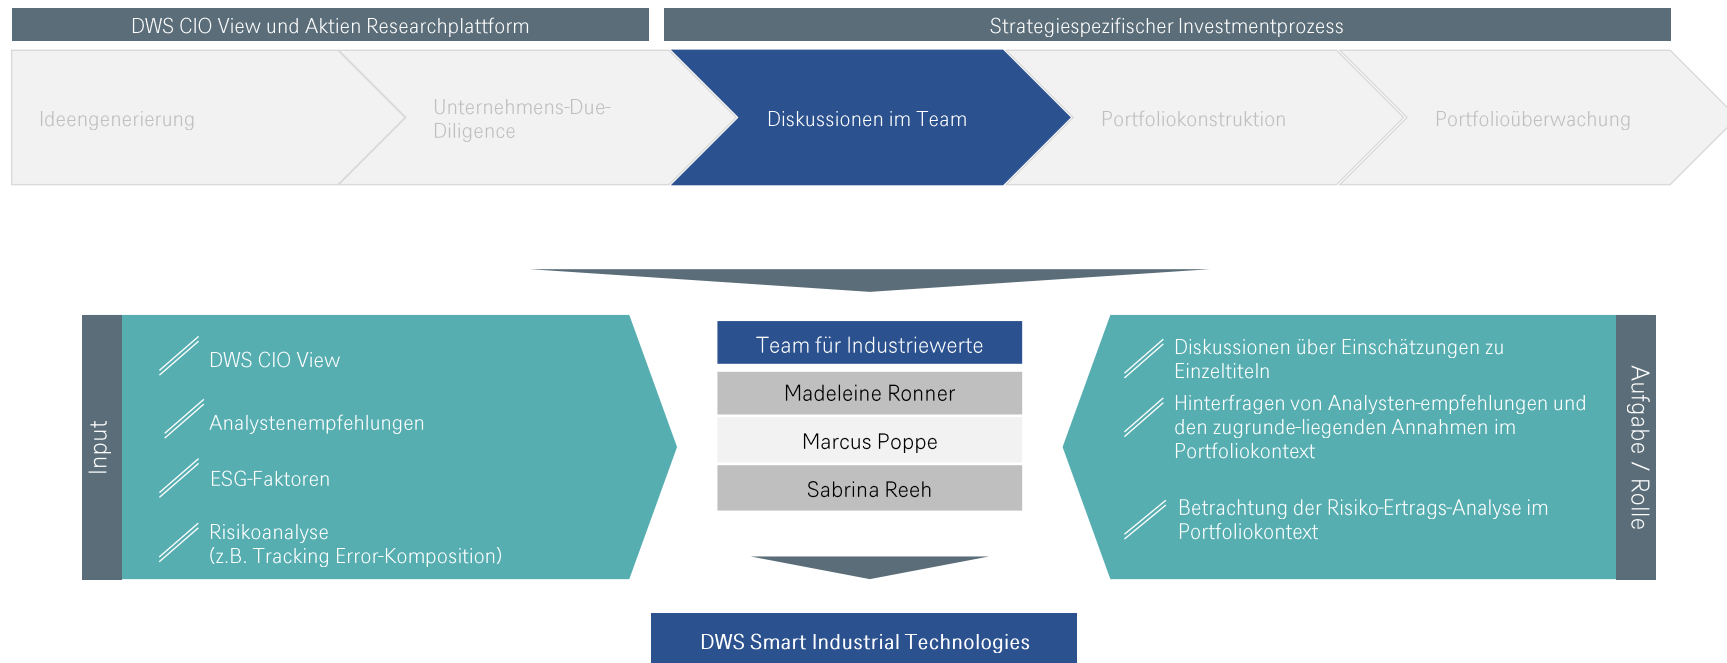 DWS CIO View und Aktien Researchplattform
Strategiespezifischer Investmentprozess
Ideengenerierung
Unternehmens-Due-
Diligence
Diskussionen im Team
Portfoliokonstruktion
Portfolioüberwachung
Input
DWS CIO View
Analystenempfehlungen
ESG-Faktoren
Risikoanalyse
(z.B. Tracking Error-Komposition)
Team für Industriewerte
Madeleine Ronner
Marcus Poppe
Sabrina Reeh
Diskussionen über Einschätzungen zu
Einzeltiteln
Hinterfragen von Analysten-empfehlungen und
den zugrunde-liegenden Annahmen im
Portfoliokontext
Betrachtung der Risiko-Ertrags-Analyse im
Portfoliokontext
Aufgabe / Rolle
DWS Smart Industrial Technologies